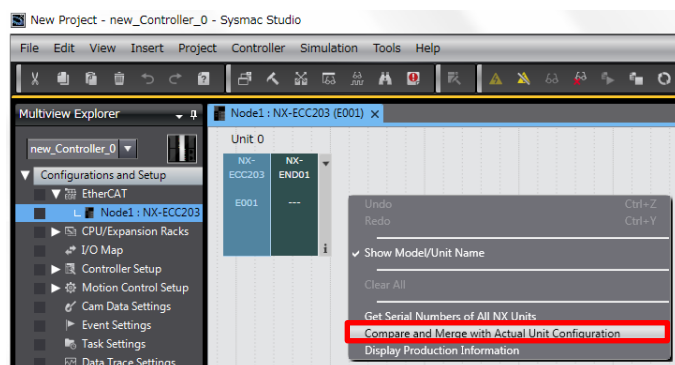 New Project - new_Controller_0 - Sysmac Studio
File Edit View Insert Project Controller Simulation Tools Help
Multiview Explorer
Node1 : NX-ECC203 (E001)
new_Controller_0
Unit 0
NX-
ECC203
NX-
END01
E001
---
Configurations and Setup
EtherCAT
Node1 : NX-ECC203
CPU/Expansion Racks
I/O Map
Controller Setup
Motion Control Setup
Cam Data Settings
Event Settings
Task Settings
Data Trace Settings
Undo Ctrl+Z
Redo Ctrl+Y
Show Model/Unit Name
Clear All
Get Serial Numbers of All NX Units
Compare and Merge with Actual Unit Configuration
Display Production Information